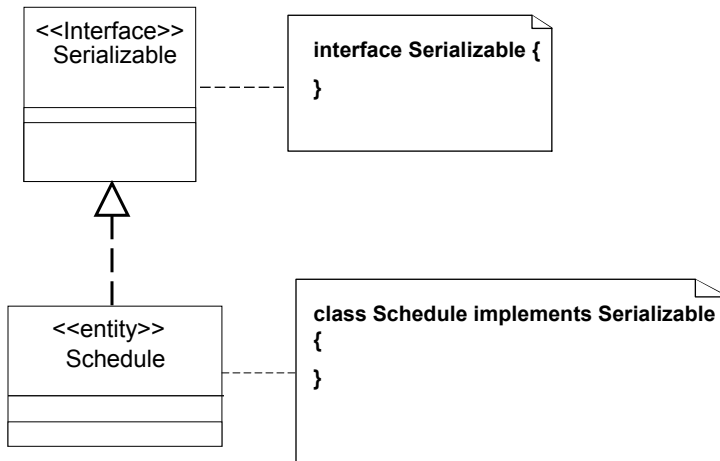 <<Interface>>
Serializable
interface Serializable {
}
<<entity>>
Schedule
class Schedule implements Serializable
{
}